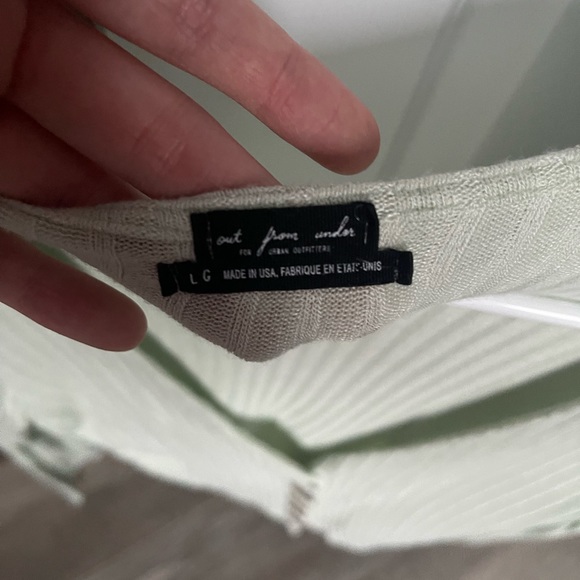 out from under
FOR URBAN OUTFITTERS
L G MADE IN USA, FABRIQUE EN ETATS-UNIS